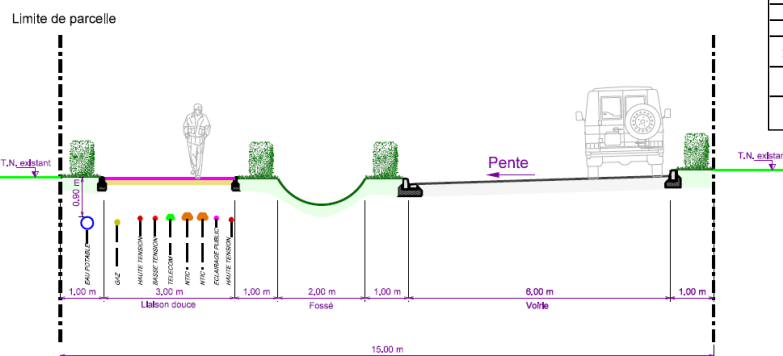 Limite de parcelle
T.N. existant
Pente
T.N. existant
0,90 m
EAU POTABLE
GAZ
HAUTE TENSION
BASSE TENSION
TELECOM
NTIC
NTIC
ECLAIRAGE PUBLIC
HAUTE TENSION
1,00 m
3,00 m
1,00 m
2,00 m
1,00 m
6,00 m
1,00 m
Liaison douce
Fossé
Voirie
15,00 m